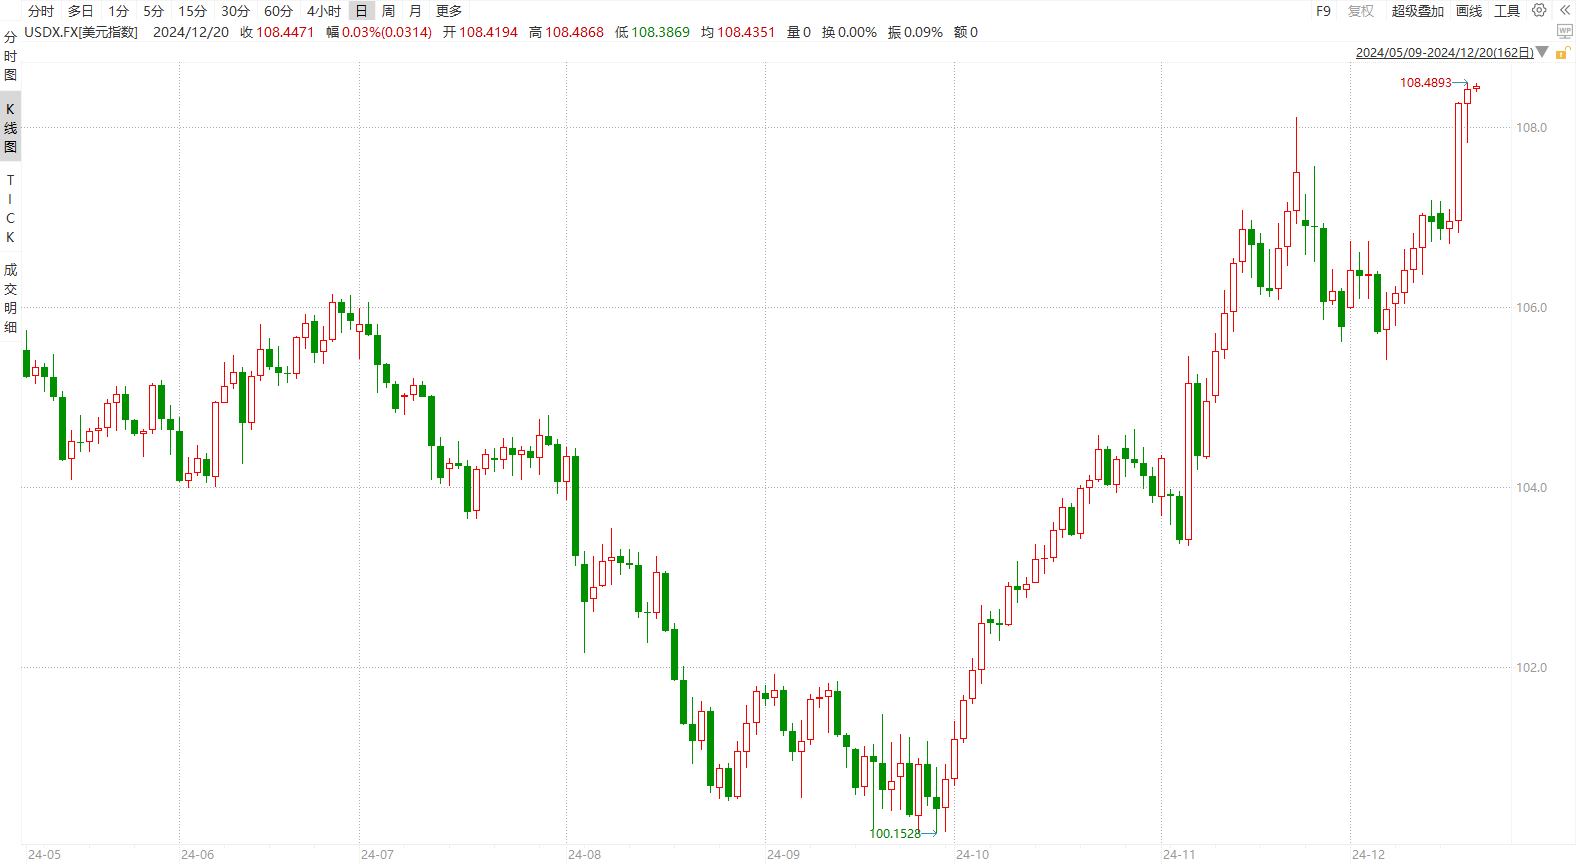 分时 多日 1分 5分 15分 30分 60分 4小时 日 周 月 更多 F9 复权 超级叠加 画线 工具
USDX.FX[美元指数] 2024/12/20 收 108.4471 幅 0.03%(0.0314) 开 108.4194 高 108.4868 低 108.3869 均 108.4351 量 0 换 0.00% 振 0.09% 额 0
WP
2024/05/09-2024/12/20(162日)
分时图
K线图
TICK
成交明细
108.4893
108.0
106.0
104.0
102.0
100.1528
24-05 24-06 24-07 24-08 24-09 24-10 24-11 24-12